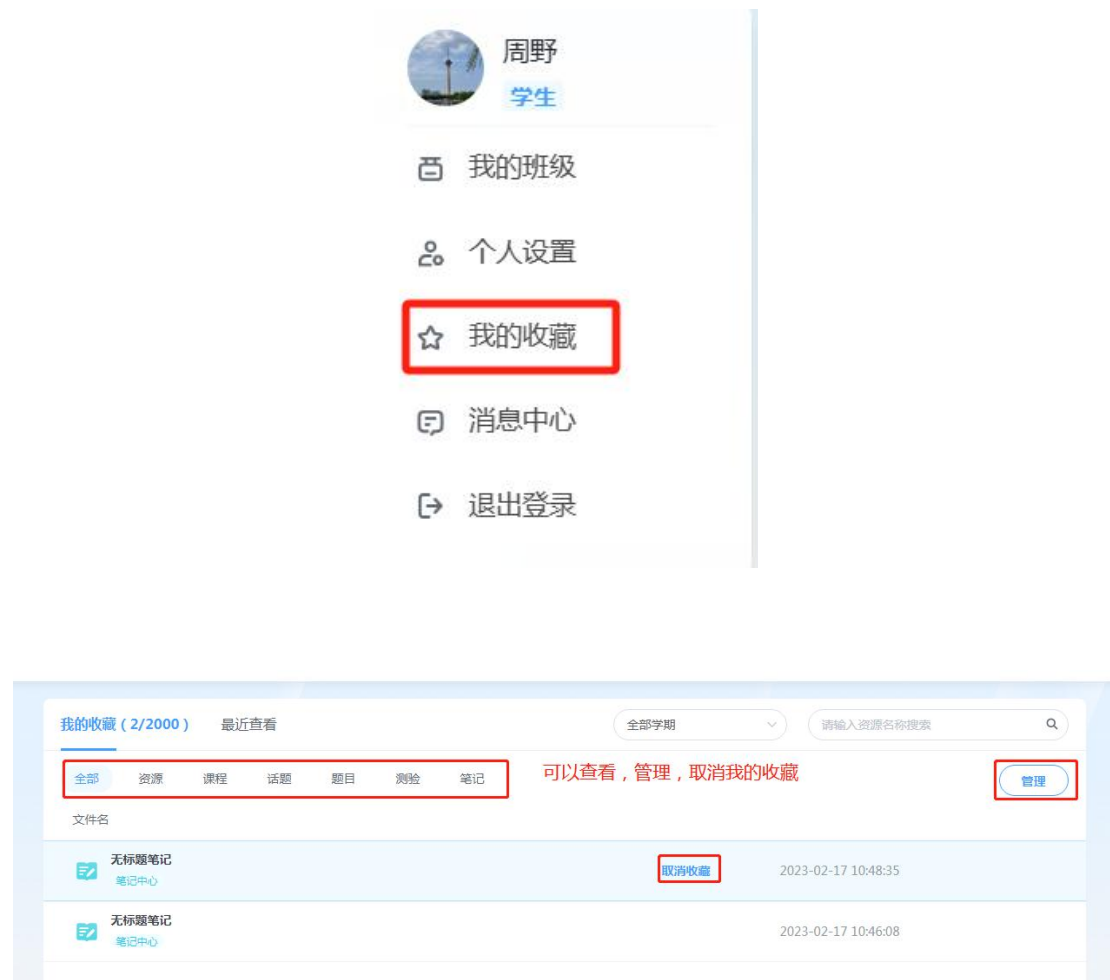 周野
学生
我的班级
个人设置
我的收藏
消息中心
退出登录
我的收藏（2/2000） 最近查看 全部学期 请输入资源名称搜索
全部 资源 课程 话题 题目 测验 笔记 可以查看，管理，取消我的收藏 管理
文件名
无标题笔记
笔记中心
取消收藏 2023-02-17 10:48:35
无标题笔记
笔记中心
2023-02-17 10:46:08